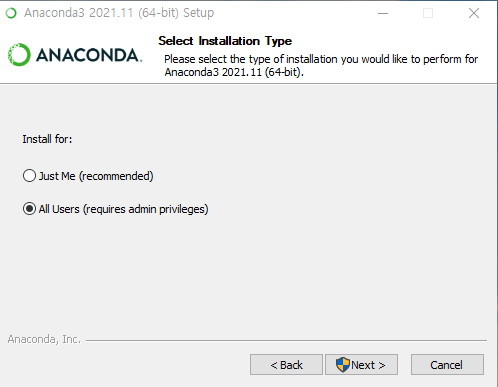 Anaconda3 2021.11 (64-bit) Setup
Select Installation Type
Please select the type of installation you would like to perform for
Anaconda3 2021.11 (64-bit).
ANACONDA.
Install for:
Just Me (recommended)
All Users (requires admin privileges)
Anaconda, Inc.
< Back
Next >
Cancel